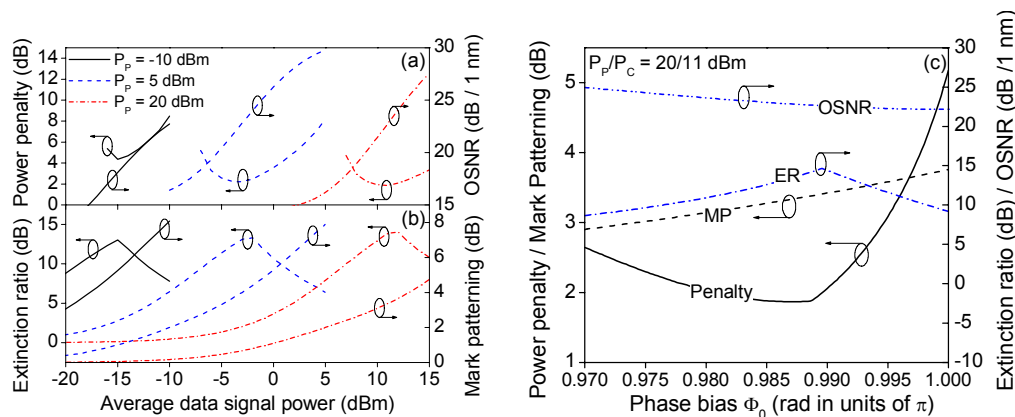 (a)
P_P = -10 dBm
P_P = 5 dBm
P_P = 20 dBm
Power penalty (dB)
14
12
10
8
6
4
2
0
OSNR (dB / 1 nm)
30
25
20
15
(b)
Extinction ratio (dB)
15
10
5
0
Mark patterning (dB)
8
6
4
2
0
-20 -15 -10 -5 0 5 10 15
Average data signal power (dBm)
P_P/P_C = 20/11 dBm
(c)
Power penalty / Mark Patterning (dB)
5
4
3
2
1
OSNR
ER
MP
Penalty
Extinction ratio (dB) / OSNR (dB /1 nm)
30
25
20
15
10
5
0
-5
-10
0.970 0.975 0.980 0.985 0.990 0.995 1.000
Phase bias Φ_0 (rad in units of π)